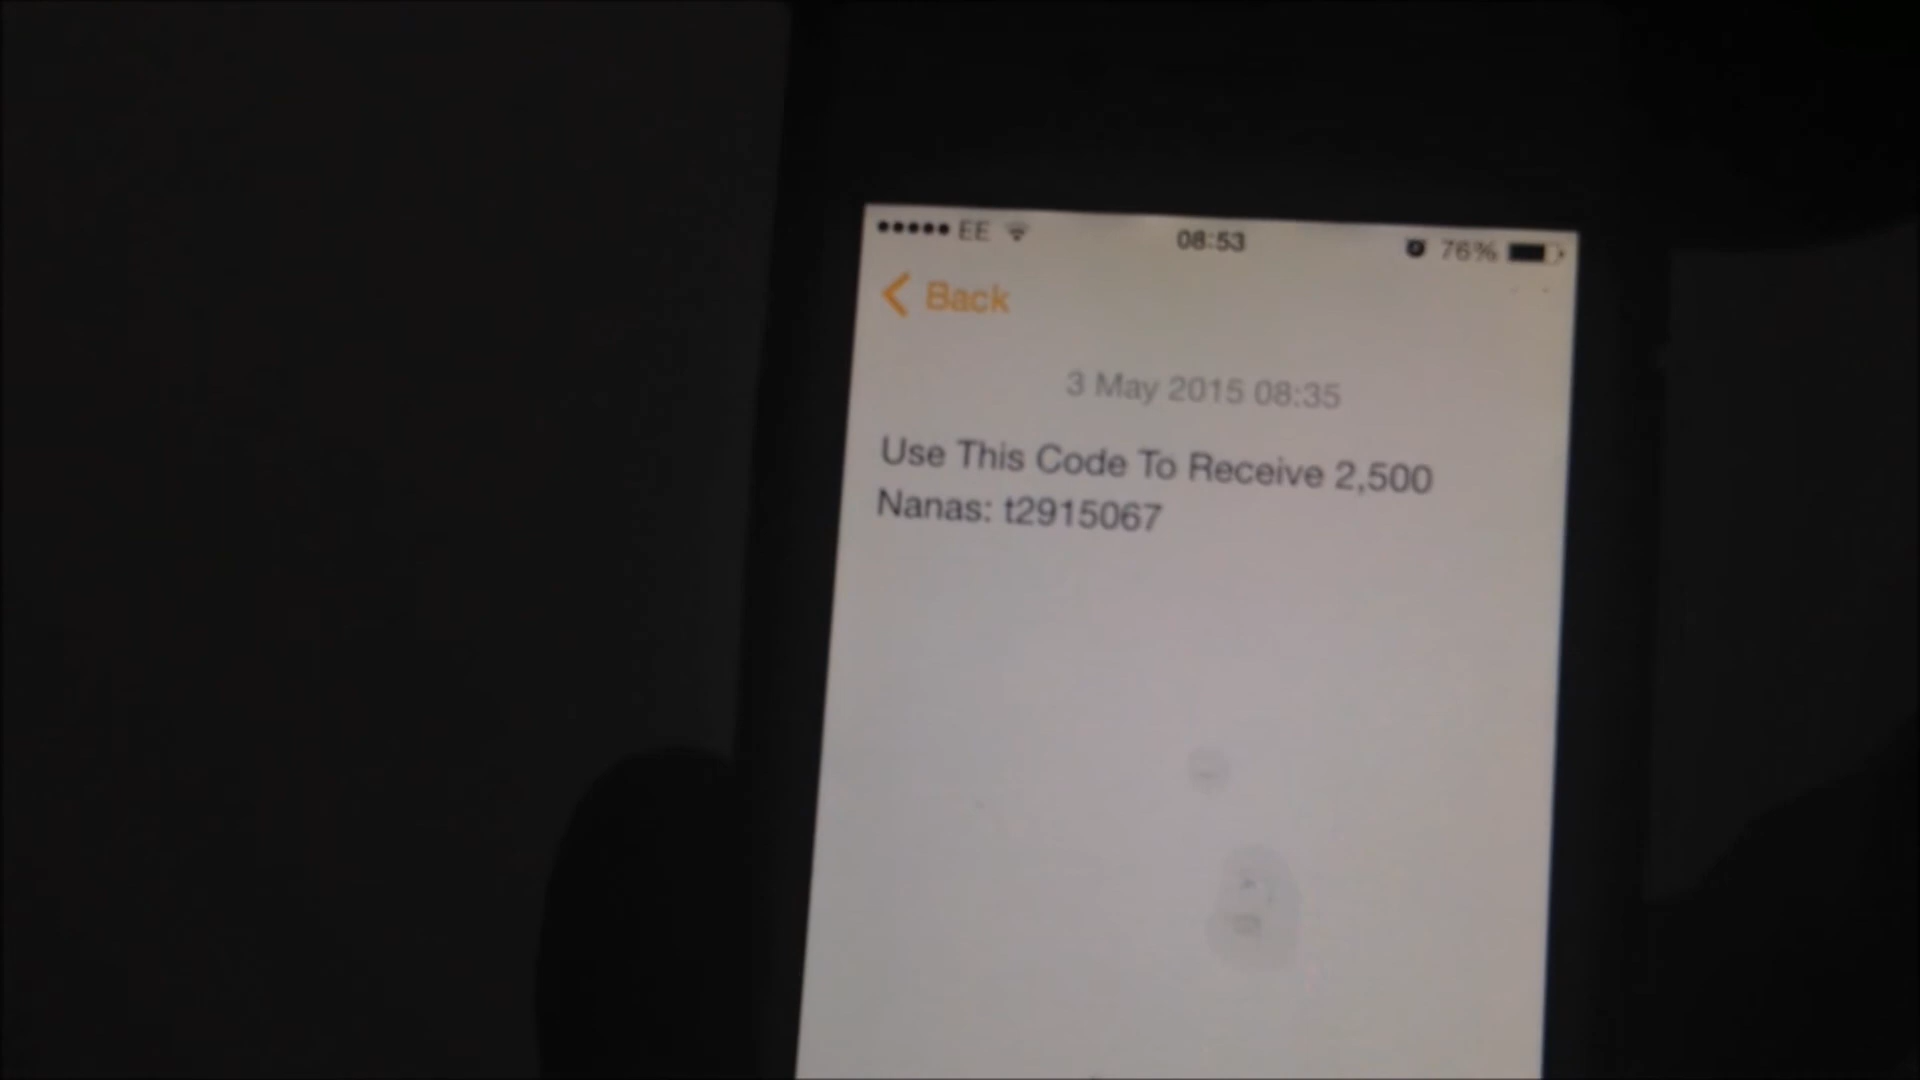 EE 08:53 76%
Back
3 May 2015 08:35
Use This Code To Receive 2,500
Nanas: t2915067